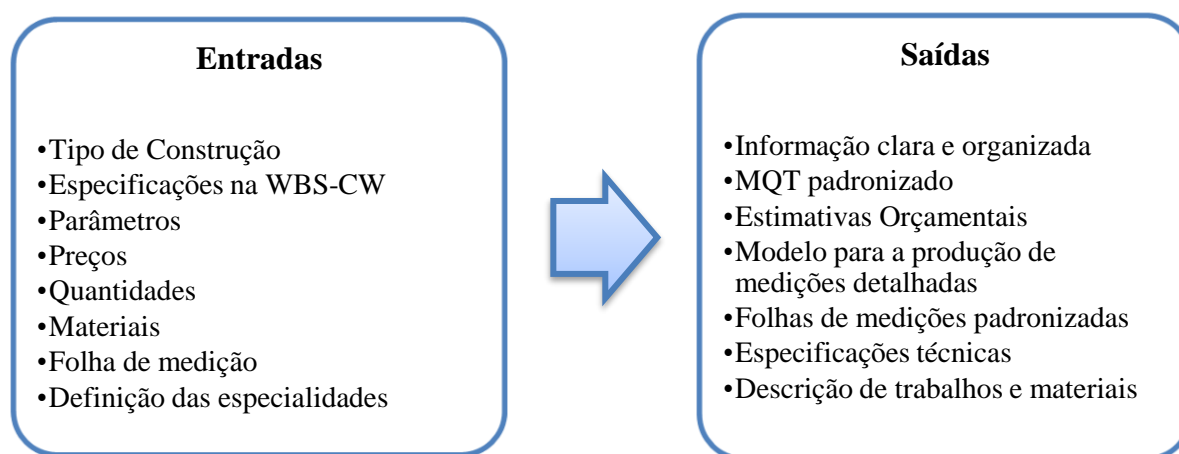 Entradas
•Tipo de Construção
•Especificações na WBS-CW
•Parâmetros
•Preços
•Quantidades
•Materiais
•Folha de medição
•Definição das especialidades
Saídas
•Informação clara e organizada
•MQT padronizado
•Estimativas Orçamentais
•Modelo para a produção de
medições detalhadas
•Folhas de medições padronizadas
•Especificações técnicas
•Descrição de trabalhos e materiais